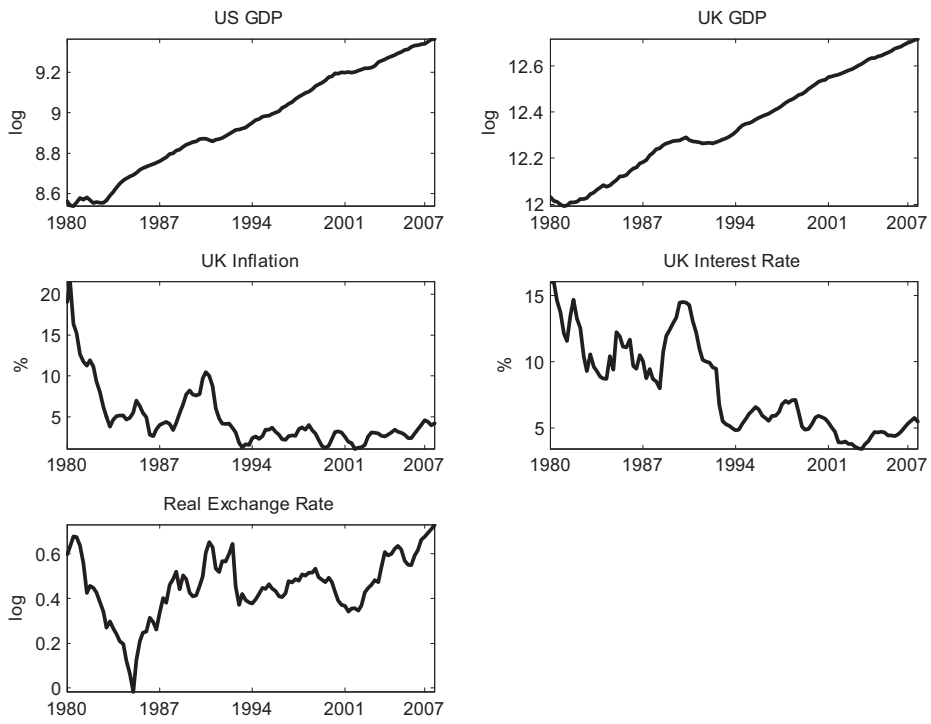 US GDP
log
9.2
9
8.8
8.6
1980 1987 1994 2001 2007
UK GDP
log
12.6
12.4
12.2
12
1980 1987 1994 2001 2007
UK Inflation
%
20
15
10
5
1980 1987 1994 2001 2007
UK Interest Rate
%
15
10
5
1980 1987 1994 2001 2007
Real Exchange Rate
log
0.6
0.4
0.2
0
1980 1987 1994 2001 2007